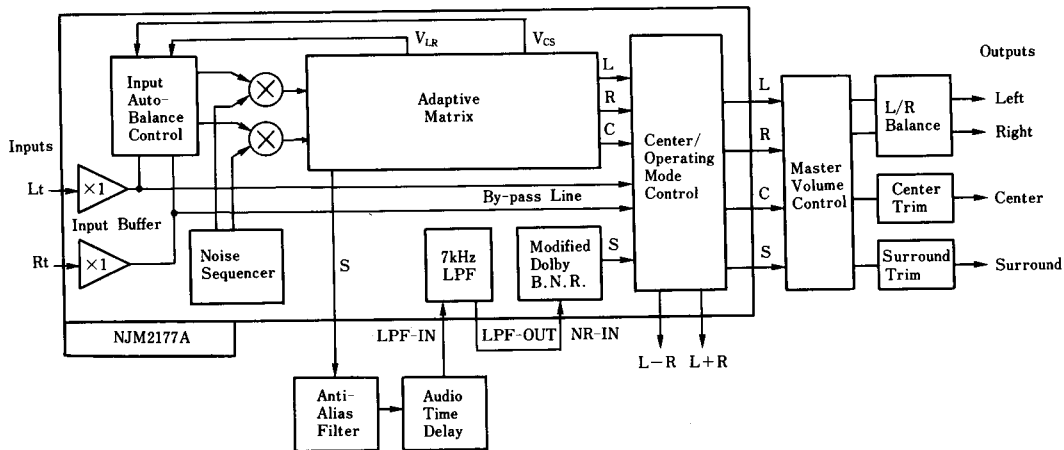 V_LR
V_CS
Outputs
Input
Auto-
Balance
Control
Adaptive
Matrix
L
R
C
Center/
Operating
Mode
Control
L
R
C
S
Master
Volume
Control
L/R
Balance
Left
Right
Center
Trim
Center
Surround
Trim
Surround
Inputs
Lt
×1
By-pass Line
Input Buffer
Rt
×1
Noise
Sequencer
S
7kHz
LPF
Modified
Dolby
B.N.R.
S
NJM2177A
LPF-IN
LPF-OUT
NR-IN
L−R
L+R
Anti-
Alias
Filter
Audio
Time
Delay